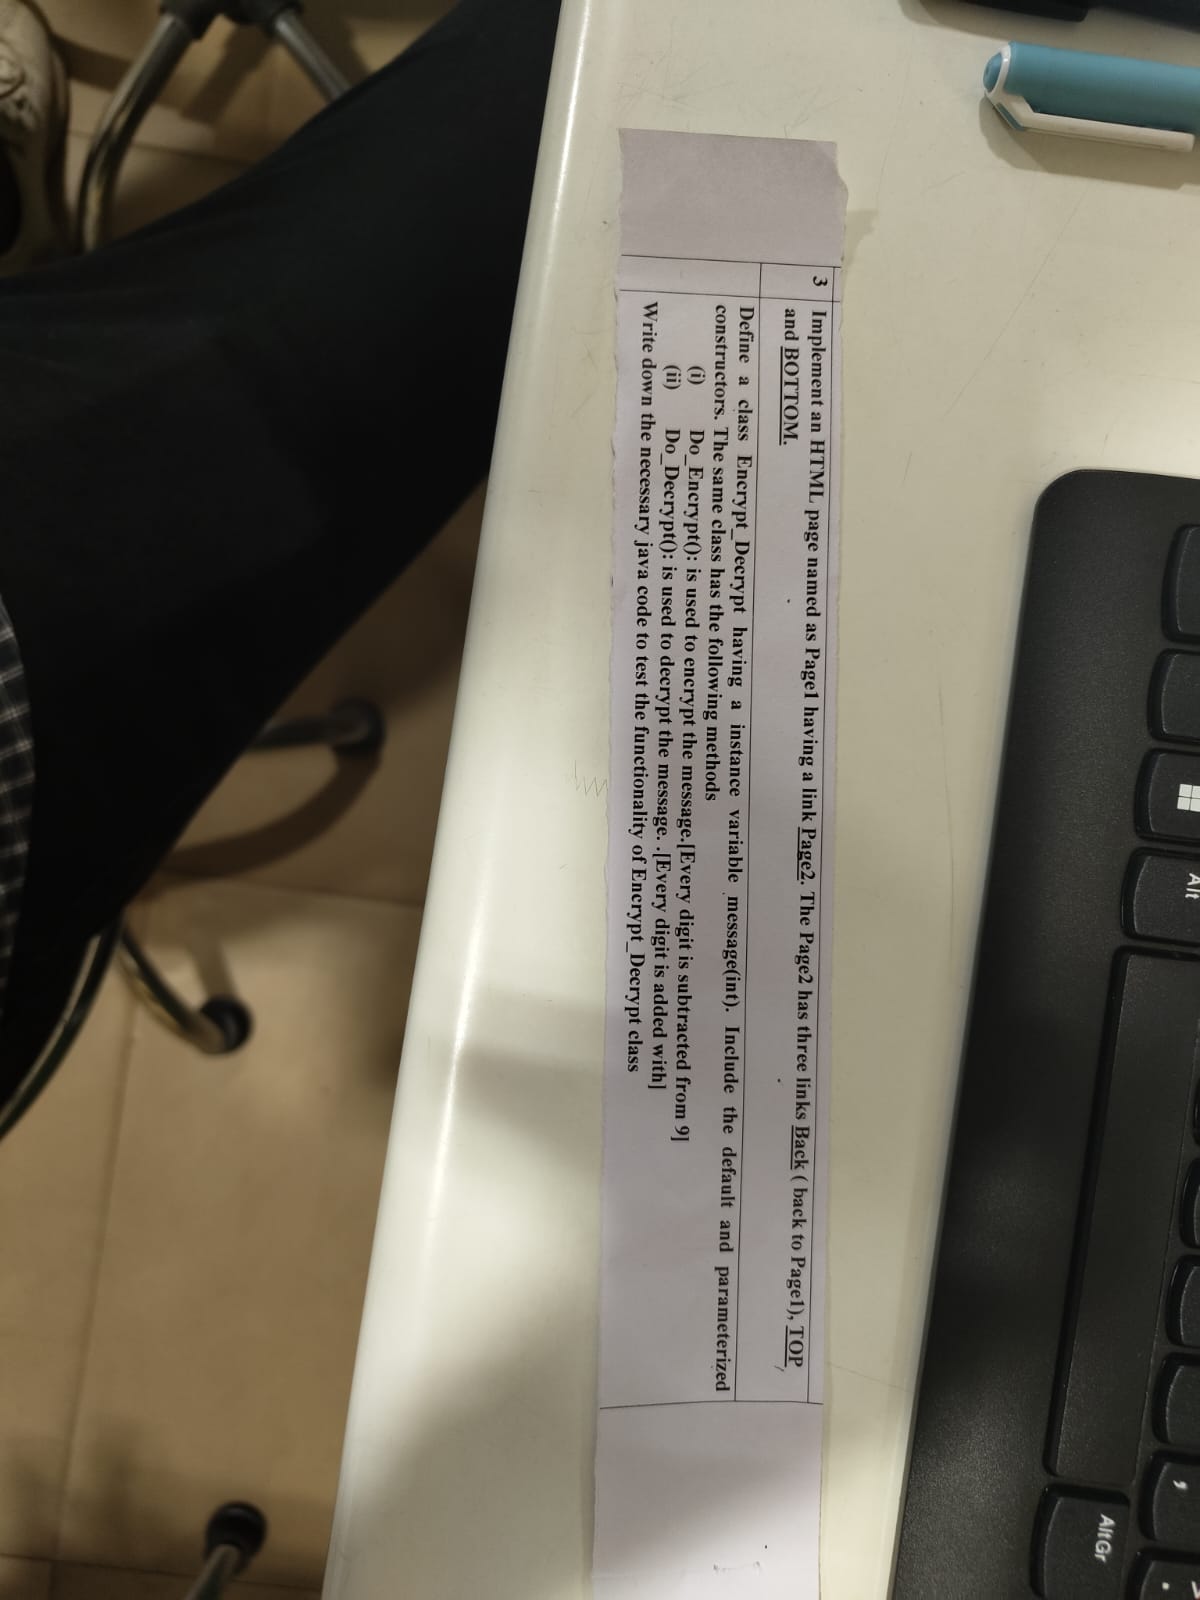 Alt
,
.
AltGr
3 Implement an HTML page named as Page1 having a link Page2. The Page2 has three links Back ( back to Page1), TOP
and BOTTOM.
Define a class Encrypt_Decrypt having a instance variable message(int). Include the default and parameterized
constructors. The same class has the following methods
(i) Do_Encrypt(): is used to encrypt the message.[Every digit is subtracted from 9]
(ii) Do_Decrypt(): is used to decrypt the message. .[Every digit is added with]
Write down the necessary java code to test the functionality of Encrypt_Decrypt class